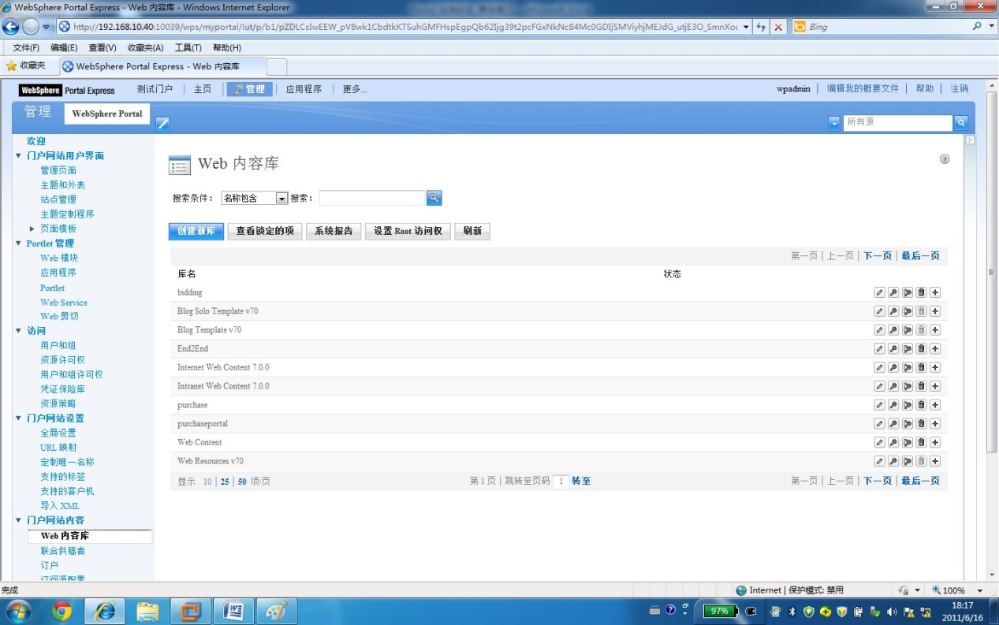 WebSphere Portal Express - Web 内容库 - Windows Internet Explorer
Bing
文件(F) 编辑(E) 查看(V) 收藏夹(A) 工具(T) 帮助(H)
收藏夹 WebSphere Portal Express - Web 内容库
WebSphere Portal Express 测试门户 主页 管理 应用程序 更多... wpadmin 编辑我的概要文件 帮助 注销
管理 WebSphere Portal 所有源
欢迎
门户网站用户界面
管理页面
主题和外表
站点管理
主题定制程序
页面模板
Portlet 管理
Web 模块
应用程序
Portlet
Web Service
Web 剪切
访问
用户和组
资源许可权
用户和组许可权
凭证保险库
资源策略
门户网站设置
全局设置
URL 映射
定制唯一名称
支持的标签
支持的客户机
导入 XML
门户网站内容
Web 内容库
联合供稿者
订户
订阅源配置
Web 内容库
搜索条件： 名称包含 搜索：
创建新库 查看锁定的项 系统报告 设置 Root 访问权 刷新
第一页 | 上一页 | 下一页 | 最后一页
库名 状态
bidding
Blog Solo Template v70
Blog Template v70
End2End
Internet Web Content 7.0.0
Intranet Web Content 7.0.0
purchase
purchaseportal
Web Content
Web Resources v70
显示 10 | 25 | 50 项/页 第 1 页 | 跳转至页码 1 转至 第一页 | 上一页 | 下一页 | 最后一页
完成 Internet | 保护模式: 禁用 100%
97% 18:17
2011/6/16